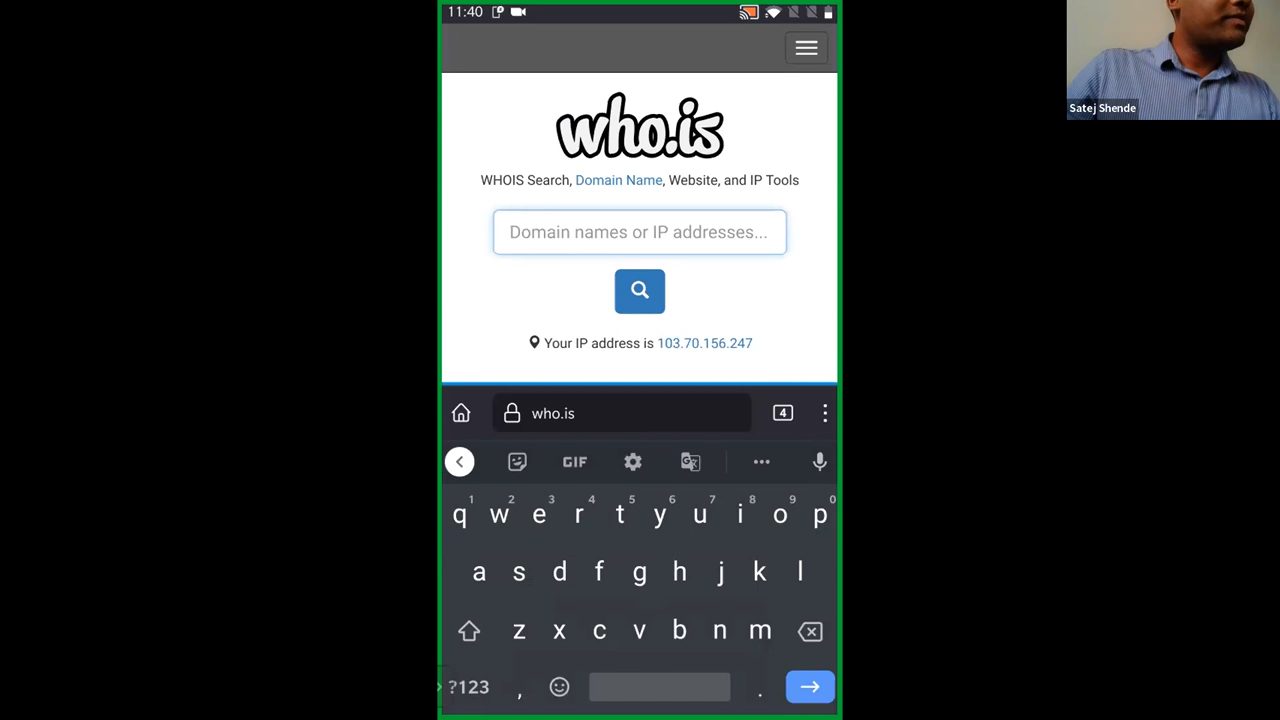 11:40
Satej Shende
who.is
WHOIS Search, Domain Name, Website, and IP Tools
Domain names or IP addresses...
Your IP address is 103.70.156.247
who.is 4
GIF
1 2 3 4 5 6 7 8 9 0
q w e r t y u i o p
a s d f g h j k l
z x c v b n m
?123 , .